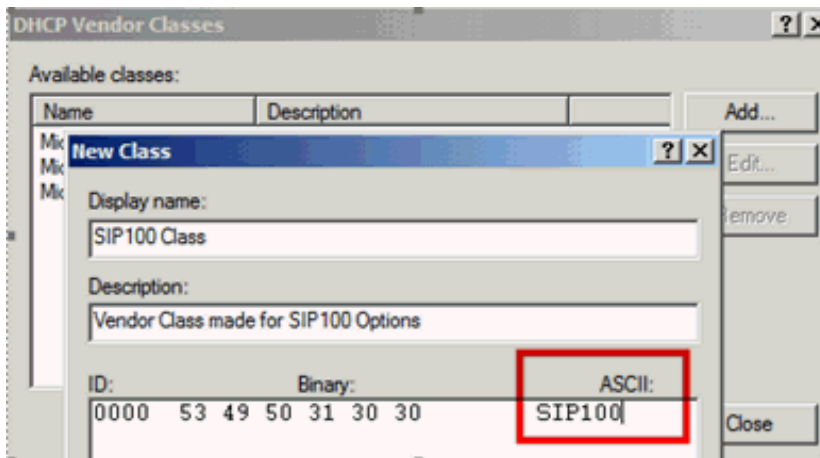 DHCP Vendor Classes
Available classes:
Name Description
Add...
New Class
Edit...
Display name:
SIP100 Class
Description:
Vendor Class made for SIP100 Options
ID: Binary: ASCII:
0000 53 49 50 31 30 30 SIP100
Close